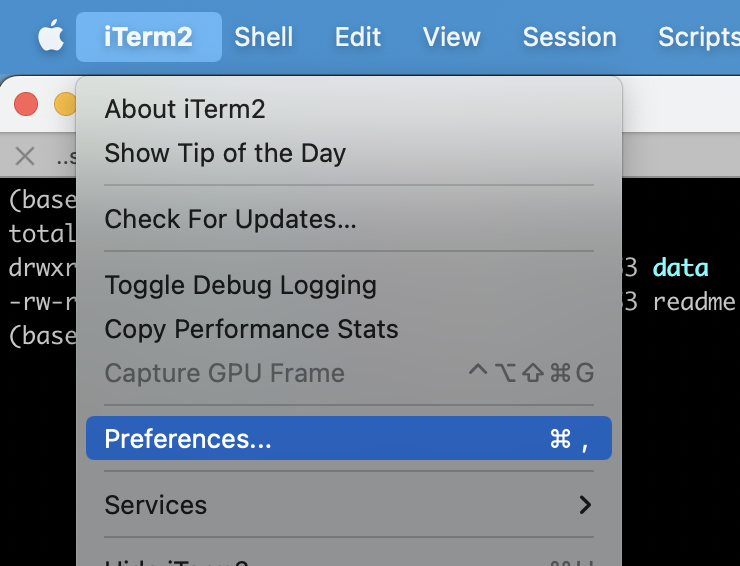 iTerm2 Shell Edit View Session Scripts
About iTerm2
Show Tip of the Day
..s
Check For Updates...
(base
total
Toggle Debug Logging
drwxr 3 data
-rw-r 3 readme
Copy Performance Stats
(base
Capture GPU Frame ^⌥⇧⌘G
Preferences... ⌘ ,
Services >